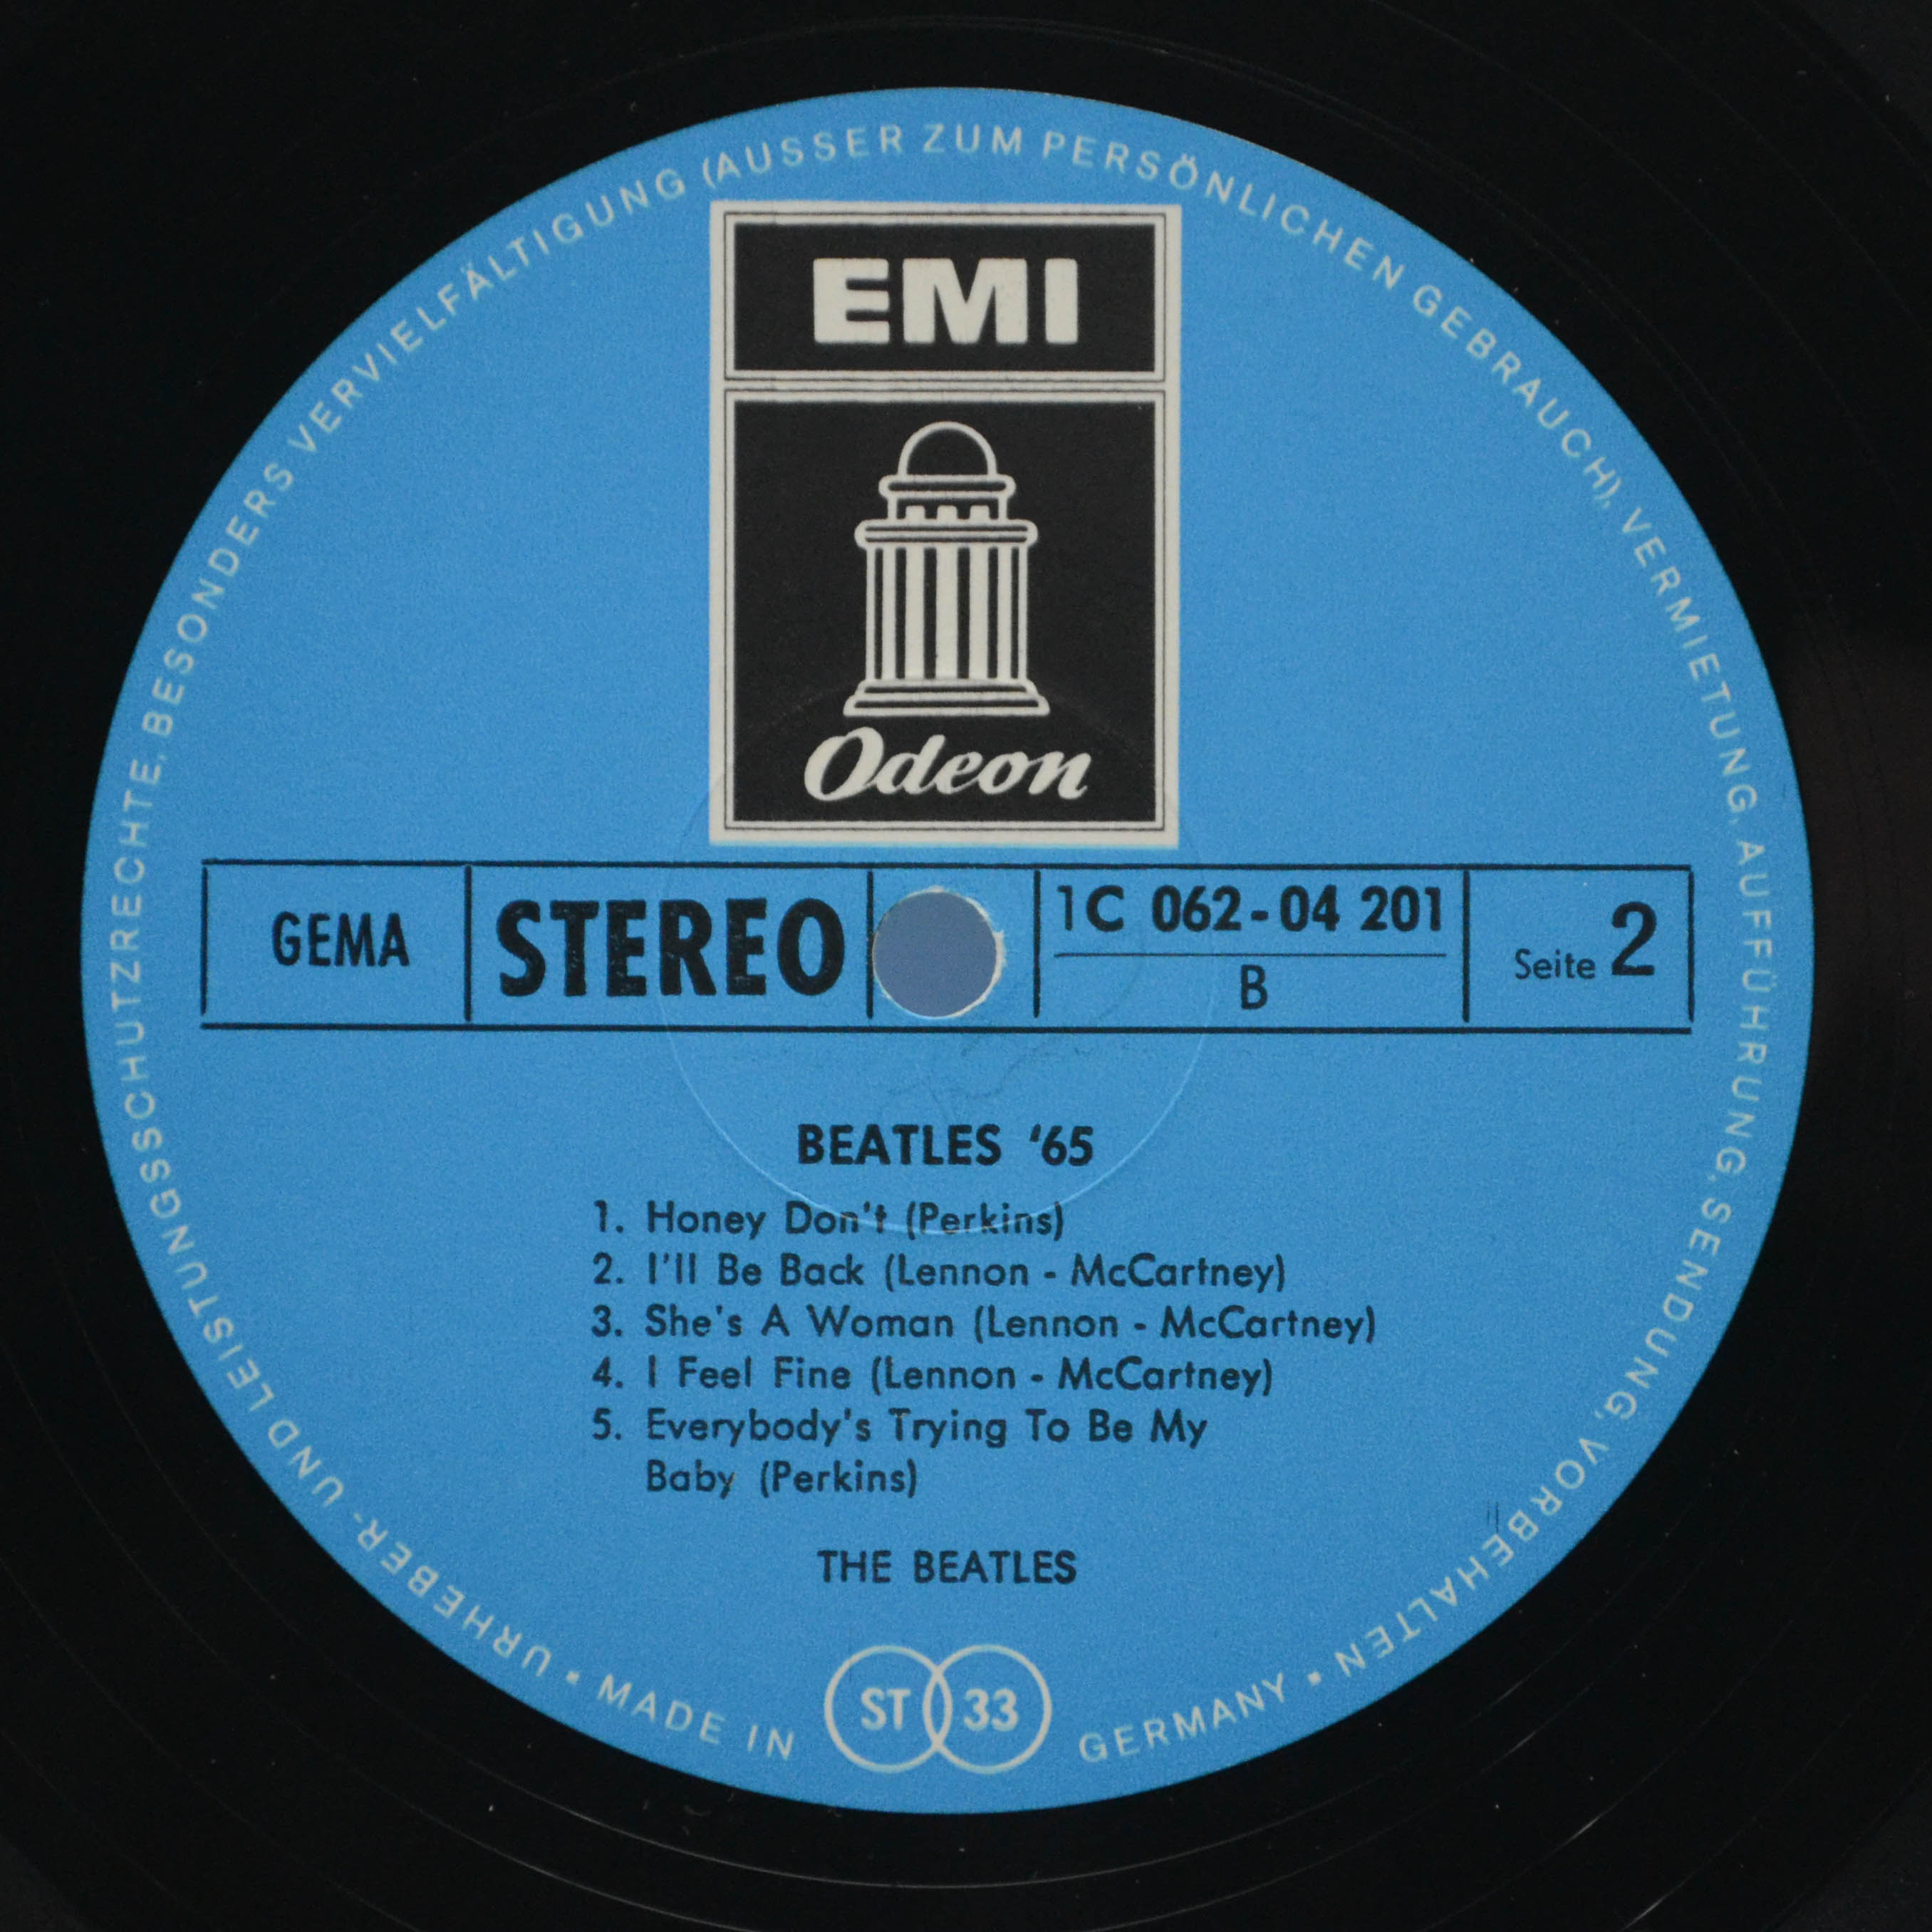 URHEBER- UND LEISTUNGSSCHUTZRECHTE, BESONDERS VERVIELFÄLTIGUNG (AUSSER ZUM PERSÖNLICHEN GEBRAUCH), VERMIETUNG, AUFFÜHRUNG, SENDUNG, VORBEHALTEN ▪
EMI
Odeon
GEMA
STEREO
1C 062-04 201
B
Seite 2
BEATLES '65
1. Honey Don't (Perkins)
2. I'll Be Back (Lennon - McCartney)
3. She's A Woman (Lennon - McCartney)
4. I Feel Fine (Lennon - McCartney)
5. Everybody's Trying To Be My
Baby (Perkins)
THE BEATLES
▪ MADE IN GERMANY
ST 33